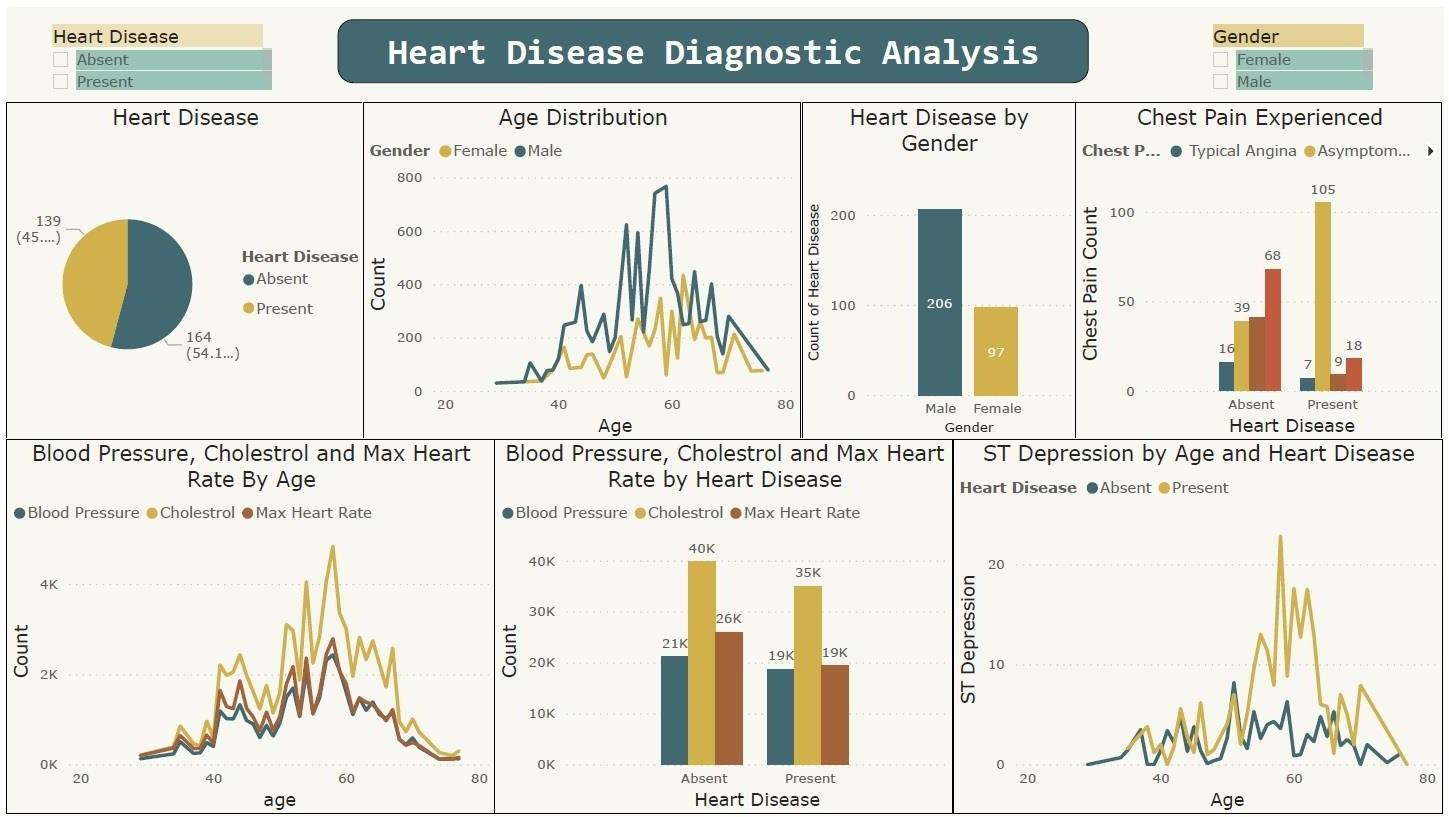 Heart Disease
Absent
Present
Heart Disease Diagnostic Analysis
Gender
Female
Male
Heart Disease
139
(45....)
Heart Disease
Absent
Present
164
(54.1...)
Age Distribution
Gender Female Male
Count
800
600
400
200
0
20 40 60 80
Age
Heart Disease by
Gender
Count of Heart Disease
200
100
0
206
97
Male Female
Gender
Chest Pain Experienced
Chest P... Typical Angina Asymptom...
Chest Pain Count
100
50
0
16 39 68
7 105 9 18
Absent Present
Heart Disease
Blood Pressure, Cholestrol and Max Heart
Rate By Age
Blood Pressure Cholestrol Max Heart Rate
Count
4K
2K
0K
20 40 60 80
age
Blood Pressure, Cholestrol and Max Heart
Rate by Heart Disease
Blood Pressure Cholestrol Max Heart Rate
Count
40K
30K
20K
10K
0K
21K 40K 26K
19K 35K 19K
Absent Present
Heart Disease
ST Depression by Age and Heart Disease
Heart Disease Absent Present
ST Depression
20
10
0
20 40 60 80
Age